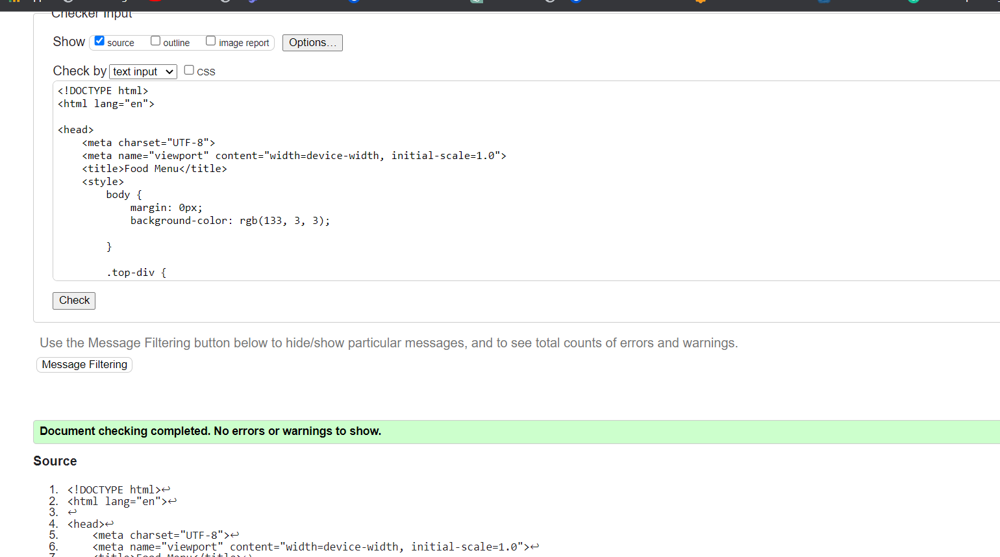 Checker Input
Show source outline image report Options...
Check by text input CSS
<!DOCTYPE html>
<html lang="en">
<head>
<meta charset="UTF-8">
<meta name="viewport" content="width=device-width, initial-scale=1.0">
<title>Food Menu</title>
<style>
body {
margin: 0px;
background-color: rgb(133, 3, 3);
}
.top-div {
Check
Use the Message Filtering button below to hide/show particular messages, and to see total counts of errors and warnings.
Message Filtering
Document checking completed. No errors or warnings to show.
Source
1. <!DOCTYPE html>↩
2. <html lang="en">↩
3. ↩
4. <head>↩
5. <meta charset="UTF-8">↩
6. <meta name="viewport" content="width=device-width, initial-scale=1.0">↩
7. <title>Food Menu</title>↩